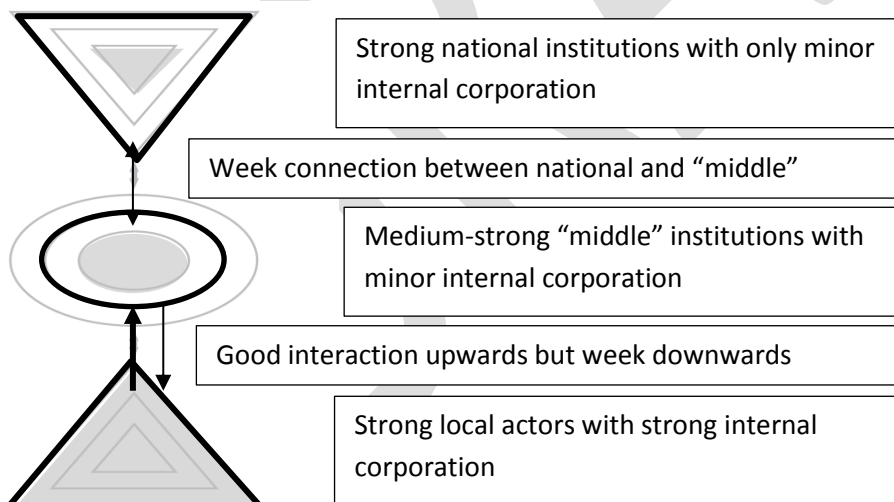 Strong national institutions with only minor
internal corporation
Week connection between national and “middle”
Medium-strong “middle” institutions with
minor internal corporation
Good interaction upwards but week downwards
Strong local actors with strong internal
corporation